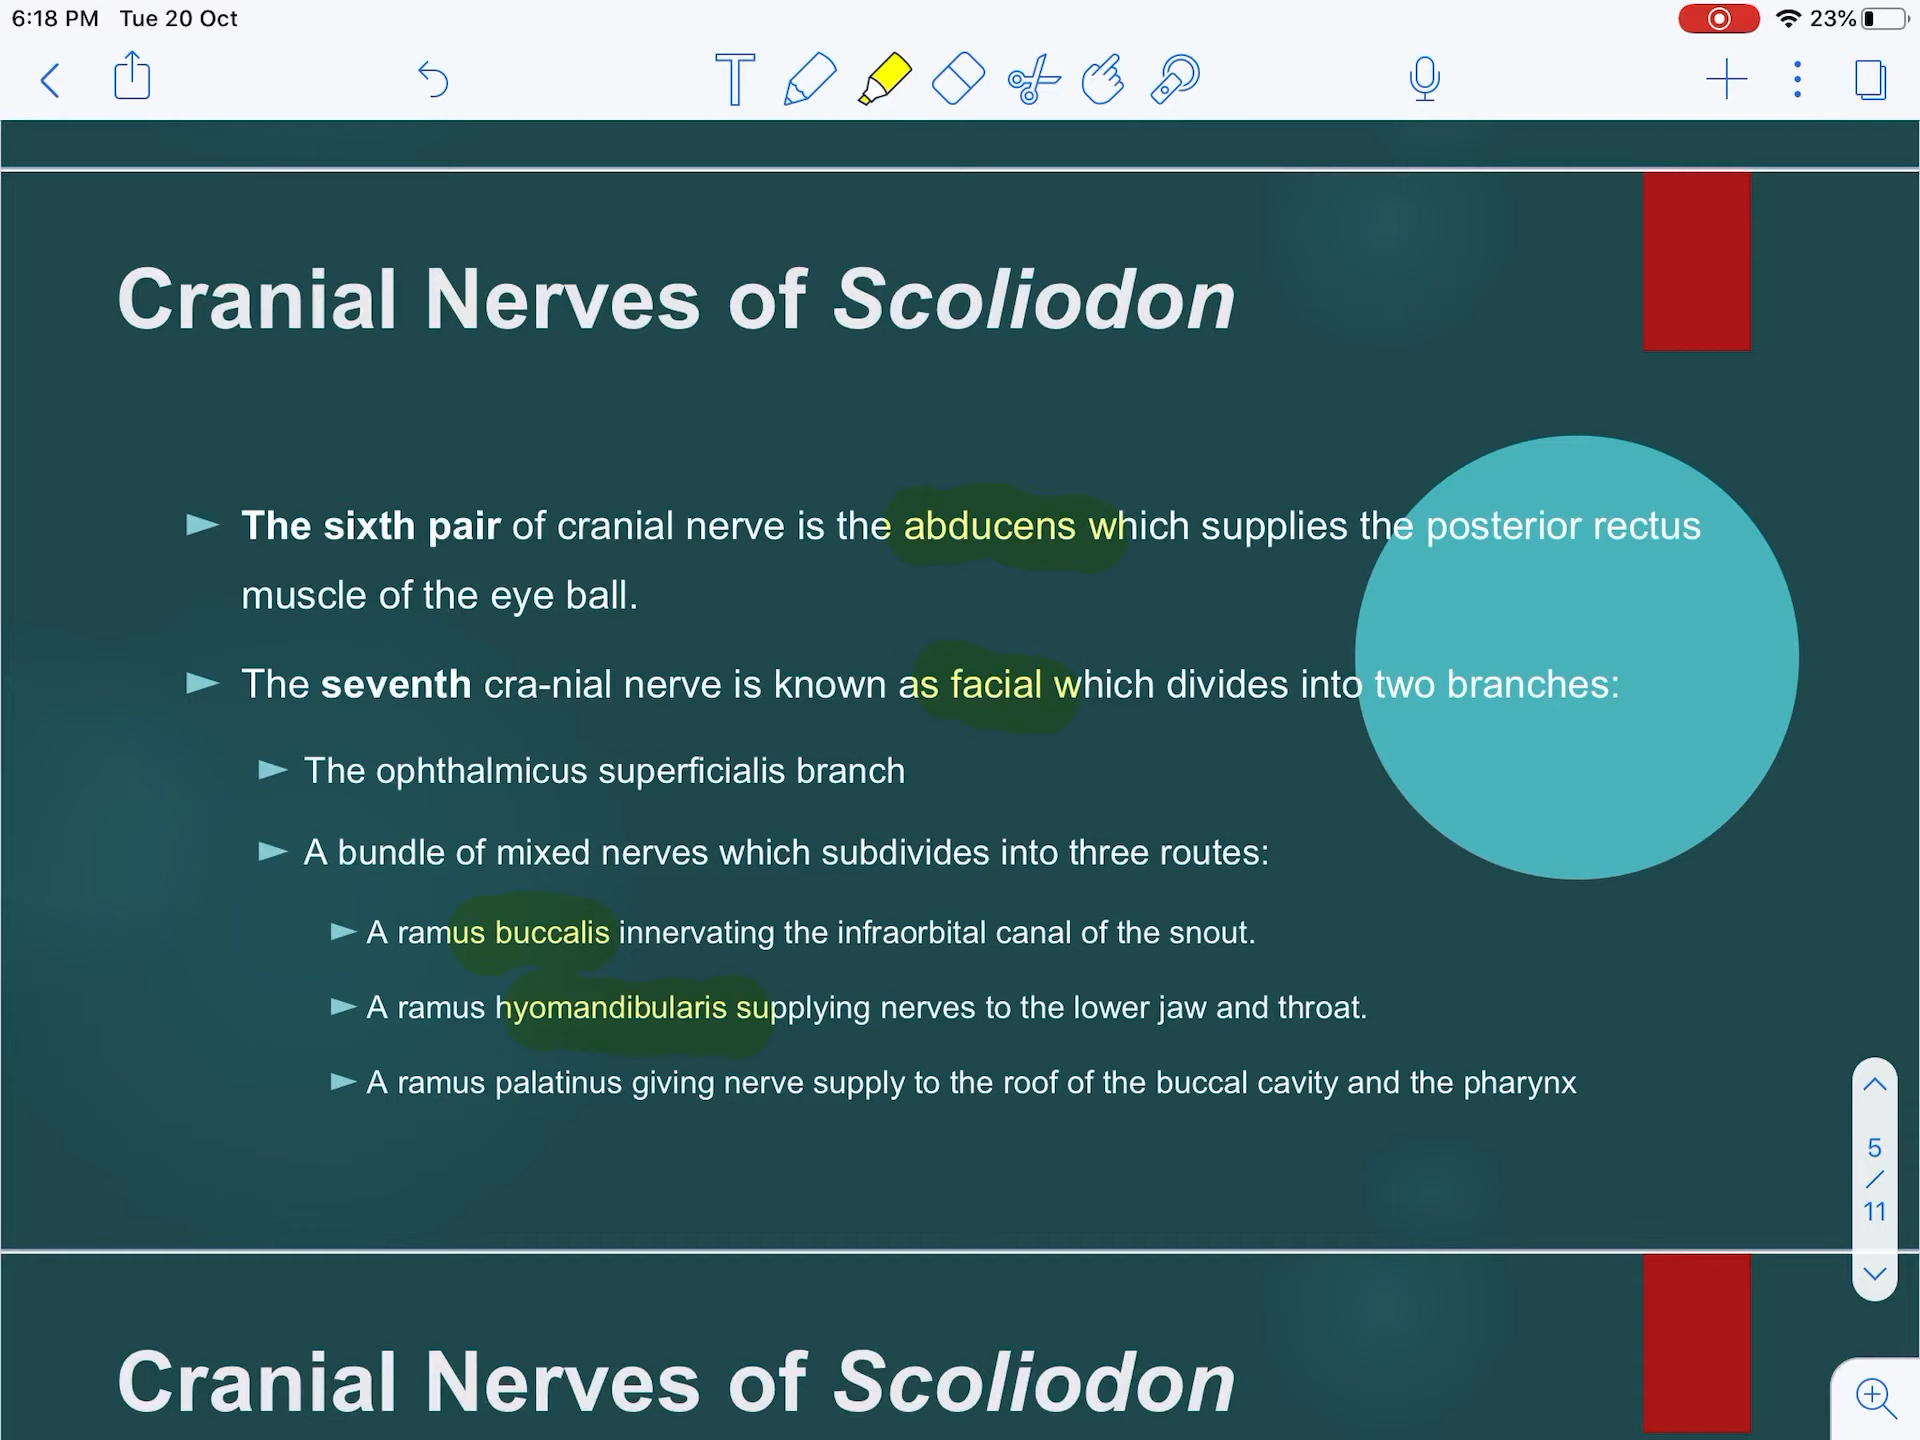 6:18 PM Tue 20 Oct
23%
T
Cranial Nerves of Scoliodon
The sixth pair of cranial nerve is the abducens which supplies the posterior rectus
muscle of the eye ball.
The seventh cra-nial nerve is known as facial which divides into two branches:
The ophthalmicus superficialis branch
A bundle of mixed nerves which subdivides into three routes:
A ramus buccalis innervating the infraorbital canal of the snout.
A ramus hyomandibularis supplying nerves to the lower jaw and throat.
A ramus palatinus giving nerve supply to the roof of the buccal cavity and the pharynx
5
/
11
Cranial Nerves of Scoliodon